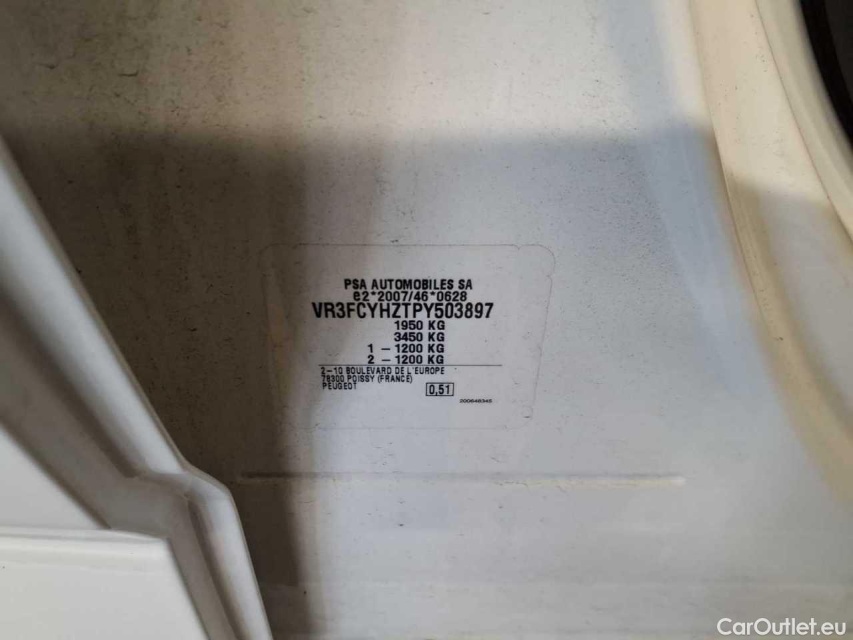 PSA AUTOMOBILES SA
e2*2007/46*0628
VR3FCYHZTPY503897
1950 KG
3450 KG
1 - 1200 KG
2 - 1200 KG
2-10 BOULEVARD DE L'EUROPE
78300 POISSY (FRANCE)
PEUGEOT 0,51
CarOutlet.eu